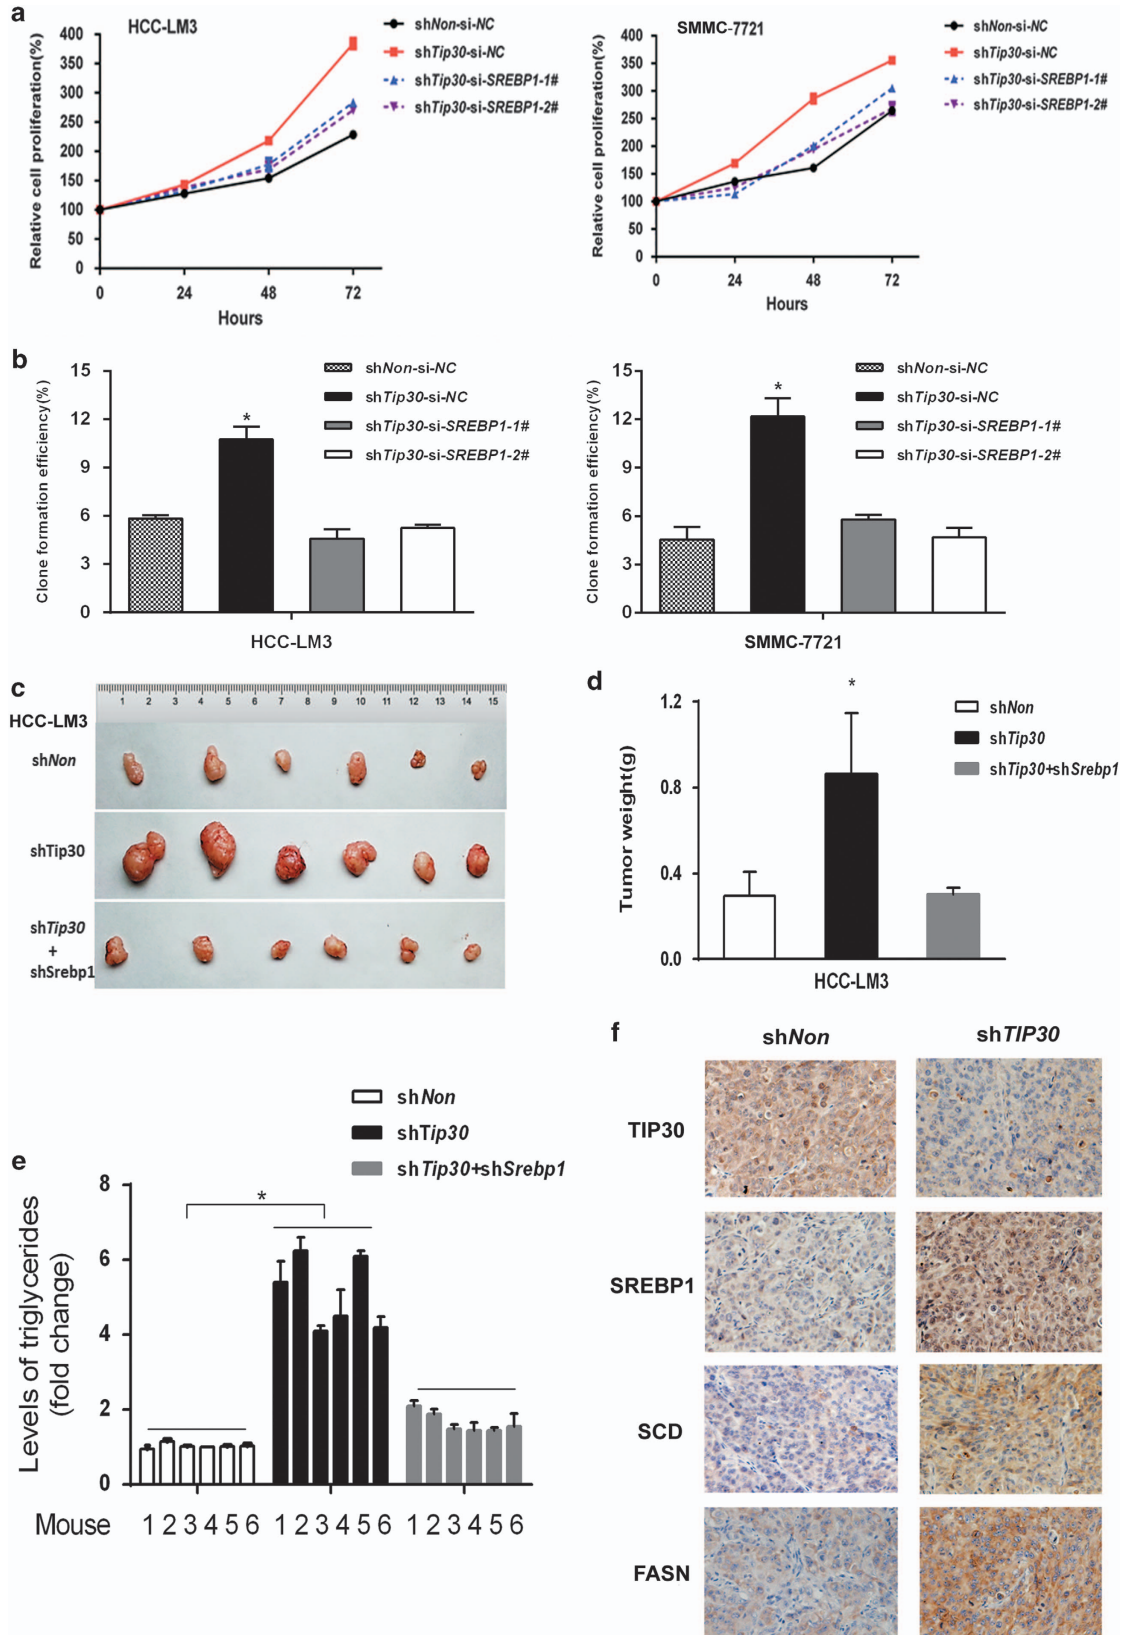 a
HCC-LM3
Relative cell proliferation(%)
400
350
300
250
200
150
100
50
0
0 24 48 72
Hours
shNon-si-NC
shTip30-si-NC
shTip30-si-SREBP1-1#
shTip30-si-SREBP1-2#
SMMC-7721
Relative cell proliferation(%)
400
350
300
250
200
150
100
50
0
0 24 48 72
Hours
shNon-si-NC
shTip30-si-NC
shTip30-si-SREBP1-1#
shTip30-si-SREBP1-2#
b
Clone formation efficiency(%)
15
12
9
6
3
0
*
HCC-LM3
shNon-si-NC
shTip30-si-NC
shTip30-si-SREBP1-1#
shTip30-si-SREBP1-2#
Clone formation efficiency(%)
15
12
9
6
3
0
*
SMMC-7721
shNon-si-NC
shTip30-si-NC
shTip30-si-SREBP1-1#
shTip30-si-SREBP1-2#
c
1 2 3 4 5 6 7 8 9 10 11 12 13 14 15
HCC-LM3
shNon
shTip30
shTip30
+
shSrebp1
d
Tumor weight(g)
1.2
0.8
0.4
0.0
*
HCC-LM3
shNon
shTip30
shTip30+shSrebp1
e
shNon
shTip30
shTip30+shSrebp1
Levels of triglycerides
(fold change)
8
6
4
2
0
*
Mouse 1 2 3 4 5 6 1 2 3 4 5 6 1 2 3 4 5 6
f
shNon shTIP30
TIP30
SREBP1
SCD
FASN